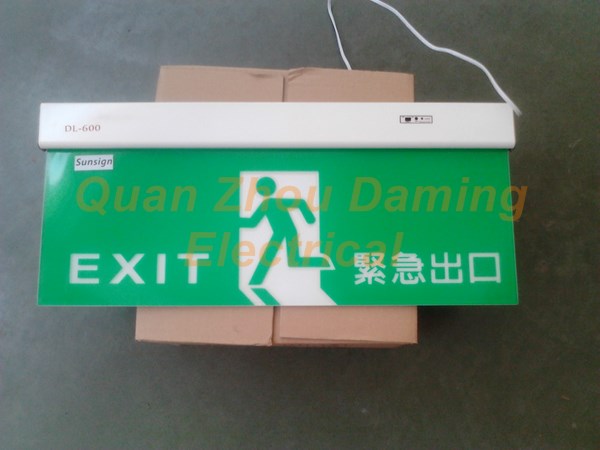 DL-600
Sunsign
Quan Zhou Daming
Electrical
EXIT 緊急出口